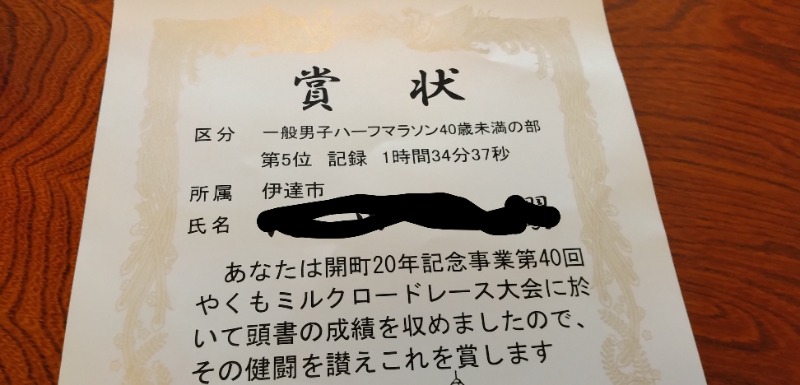 賞状
区分 一般男子ハーフマラソン40歳未満の部
第5位 記録 1時間34分37秒
所属 伊達市
氏名
あなたは開町20年記念事業第40回
やくもミルクロードレース大会に於
いて頭書の成績を収めましたので、
その健闘を讃えこれを賞します